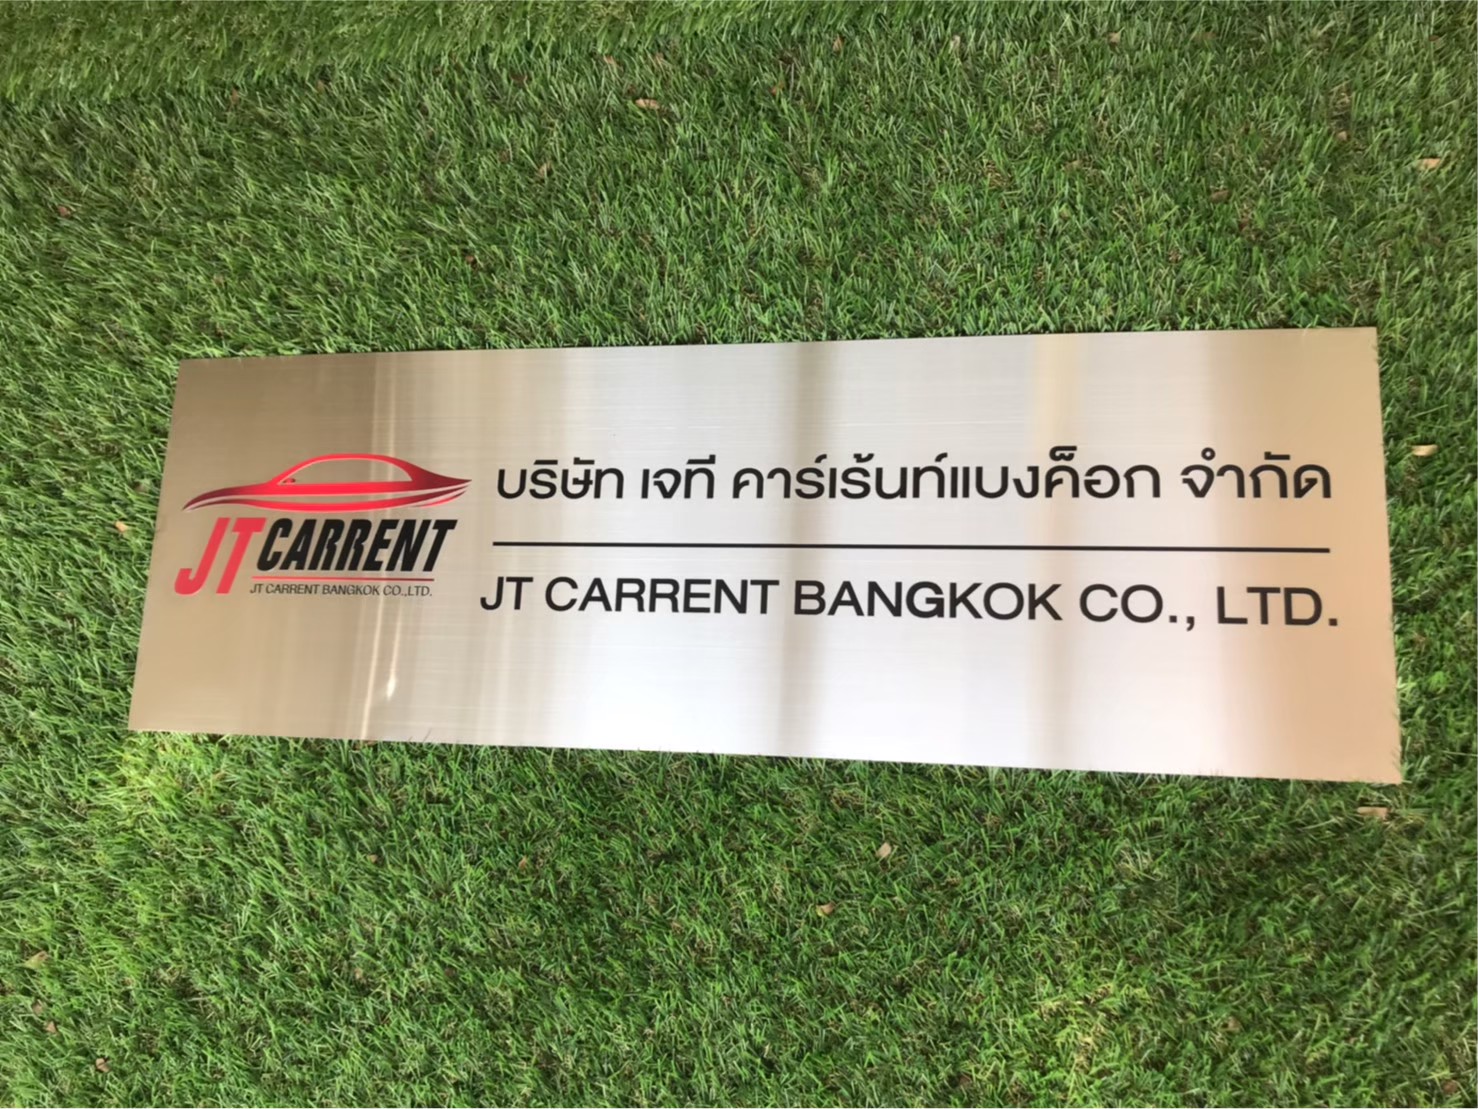 JT CARRENT
JT CARRENT BANGKOK CO.,LTD.
บริษัท เจที คาร์เร้นท์แบงค็อก จำกัด
JT CARRENT BANGKOK CO., LTD.